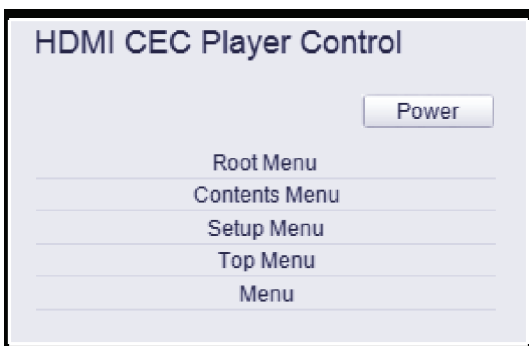 HDMI CEC Player Control
Power
Root Menu
Contents Menu
Setup Menu
Top Menu
Menu